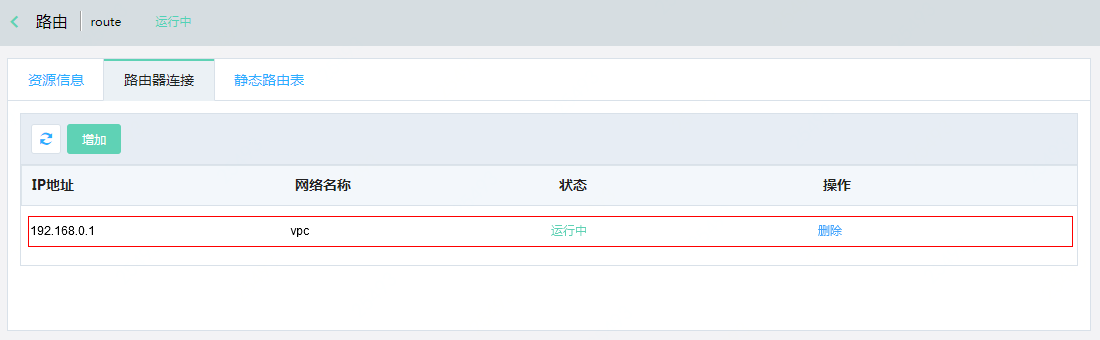 路由 route 运行中
资源信息 路由器连接 静态路由表
增加
IP地址 网络名称 状态 操作
192.168.0.1 vpc 运行中 删除